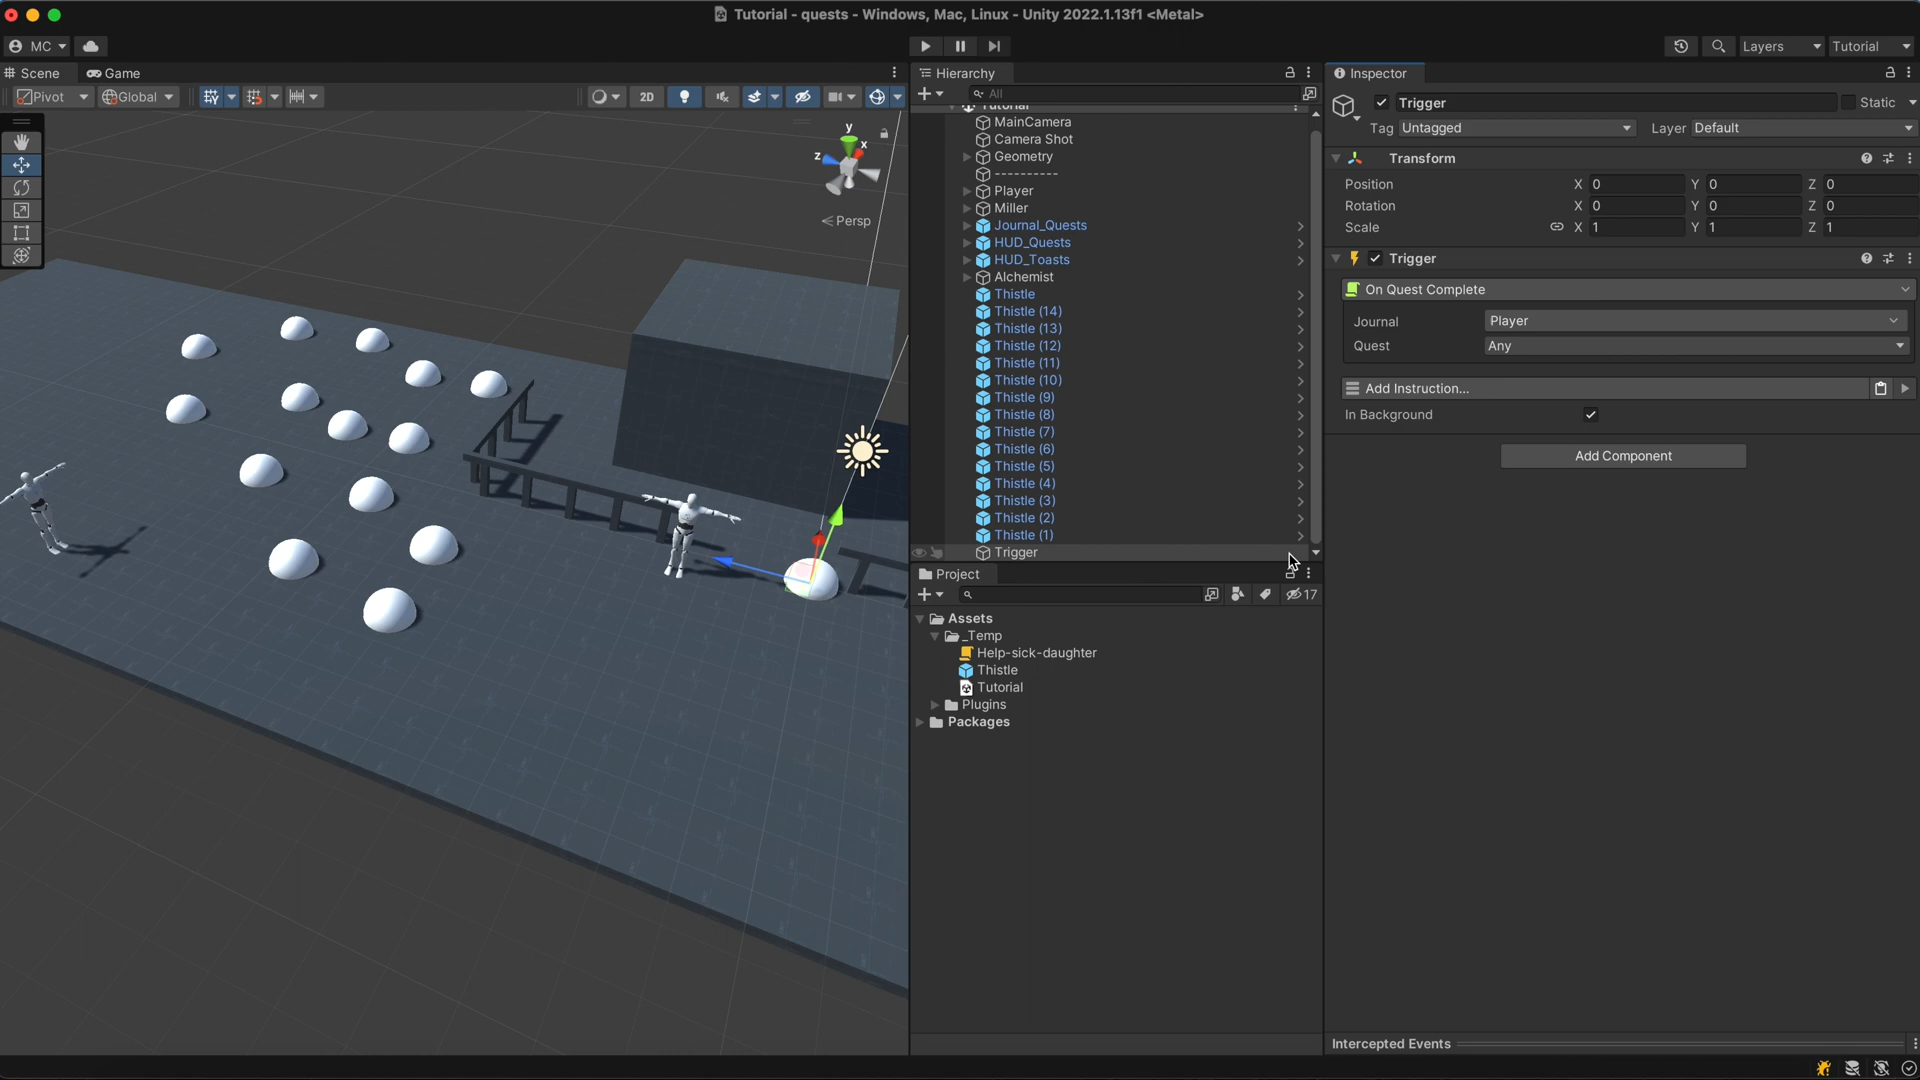 Tutorial - quests - Windows, Mac, Linux - Unity 2022.1.13f1 <Metal>
MC
Layers
Tutorial
Scene
Game
Pivot
Global
2D
y
x
z
Persp
Hierarchy
All
Tutorial
MainCamera
Camera Shot
Geometry
----------
Player
Miller
Journal_Quests
HUD_Quests
HUD_Toasts
Alchemist
Thistle
Thistle (14)
Thistle (13)
Thistle (12)
Thistle (11)
Thistle (10)
Thistle (9)
Thistle (8)
Thistle (7)
Thistle (6)
Thistle (5)
Thistle (4)
Thistle (3)
Thistle (2)
Thistle (1)
Trigger
Project
17
Assets
_Temp
Help-sick-daughter
Thistle
Tutorial
Plugins
Packages
Inspector
Trigger
Static
Tag Untagged
Layer Default
Transform
Position X 0 Y 0 Z 0
Rotation X 0 Y 0 Z 0
Scale X 1 Y 1 Z 1
Trigger
On Quest Complete
Journal Player
Quest Any
Add Instruction...
In Background
Add Component
Intercepted Events